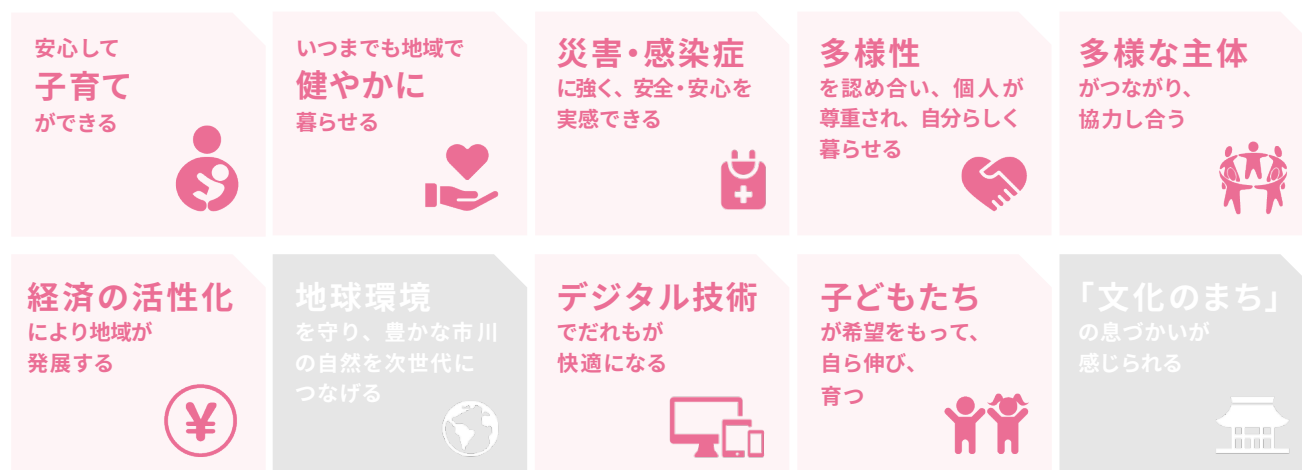 安心して
子育て
ができる
いつまでも地域で
健やかに
暮らせる
災害・感染症
に強く、安全・安心を
実感できる
多様性
を認め合い、個人が
尊重され、自分らしく
暮らせる
多様な主体
がつながり、
協力し合う
経済の活性化
により地域が
発展する
地球環境
を守り、豊かな市川
の自然を次世代に
つなげる
デジタル技術
でだれもが
快適になる
子どもたち
が希望をもって、
自ら伸び、
育つ
「文化のまち」
の息づかいが
感じられる